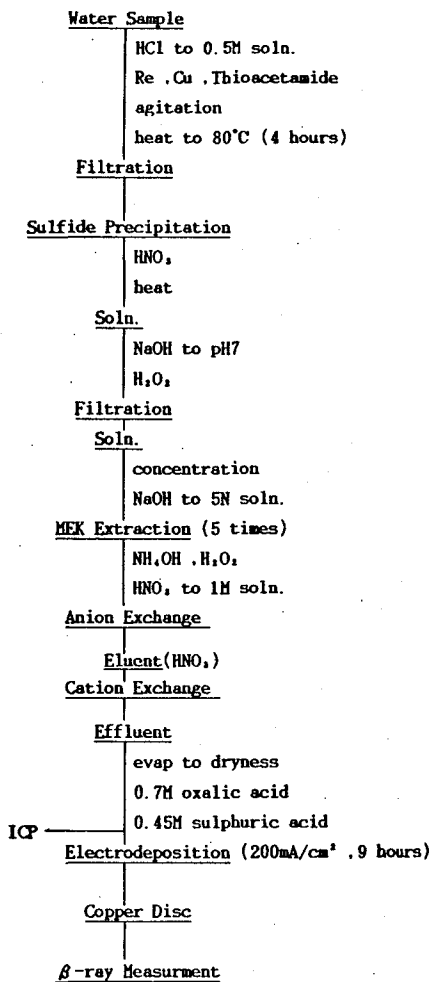 Water Sample
HCl to 0.5M soln.
Re ,Cu ,Tbioacetamide
agitation
heat to 80°C (4 hours)
Filtration
Sulfide Precipitation
HNO₃
heat
Soln.
NaOH to pH7
H₂O₂
Filtration
Soln.
concentration
NaOH to 5N soln.
MEK Extraction (5 times)
NH₄OH ,H₂O₂
HNO₃ to 1M soln.
Anion Exchange
Eluent(HNO₃)
Cation Exchange
Effluent
evap to dryness
0.7M oxalic acid
0.45M sulphuric acid
ICP
Electrodeposition (200mA/cm² ,9 hours)
Copper Disc
β-ray Measurment